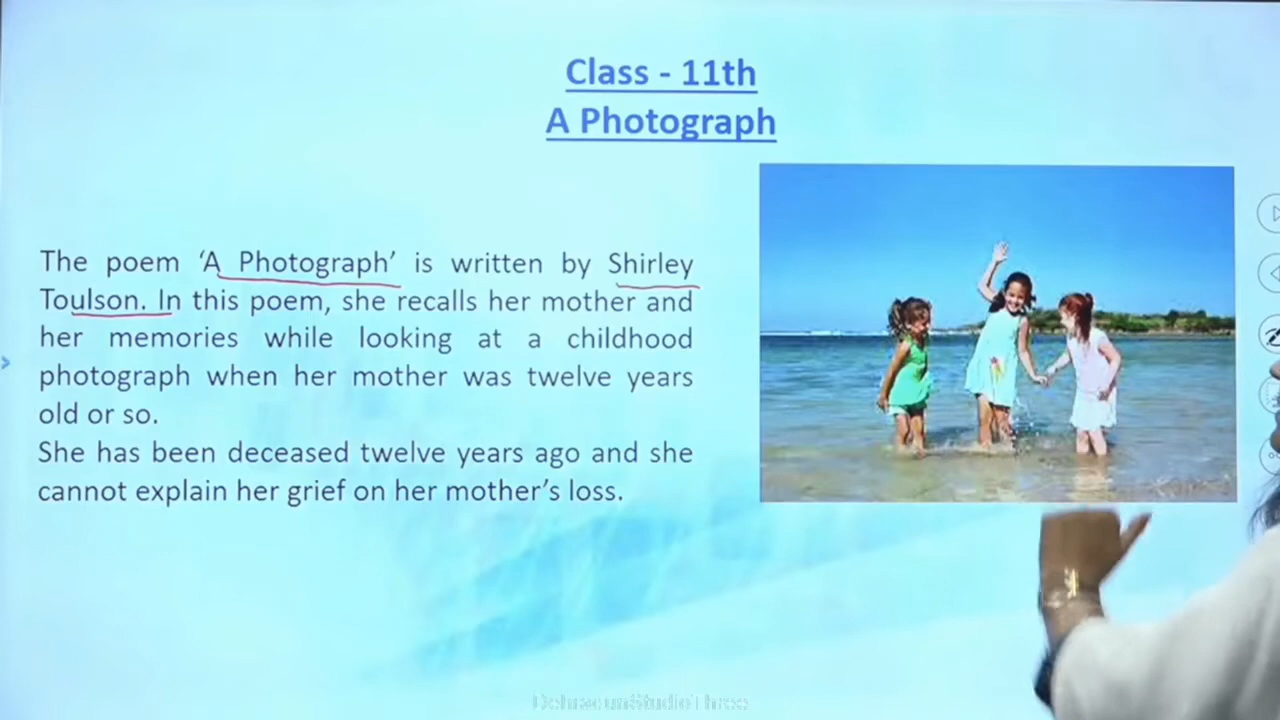 Class - 11th
A Photograph
The poem ‘A Photograph’ is written by Shirley
Toulson. In this poem, she recalls her mother and
her memories while looking at a childhood
photograph when her mother was twelve years
old or so.
She has been deceased twelve years ago and she
cannot explain her grief on her mother’s loss.